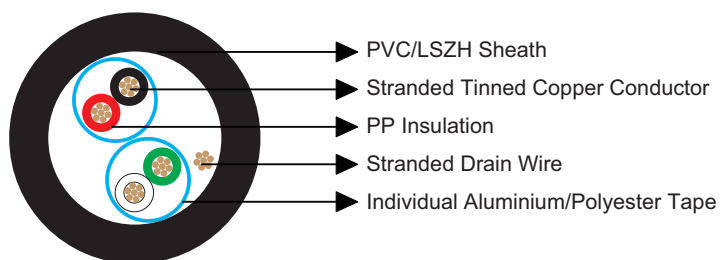 PVC/LSZH Sheath
Stranded Tinned Copper Conductor
PP Insulation
Stranded Drain Wire
Individual Aluminium/Polyester Tape